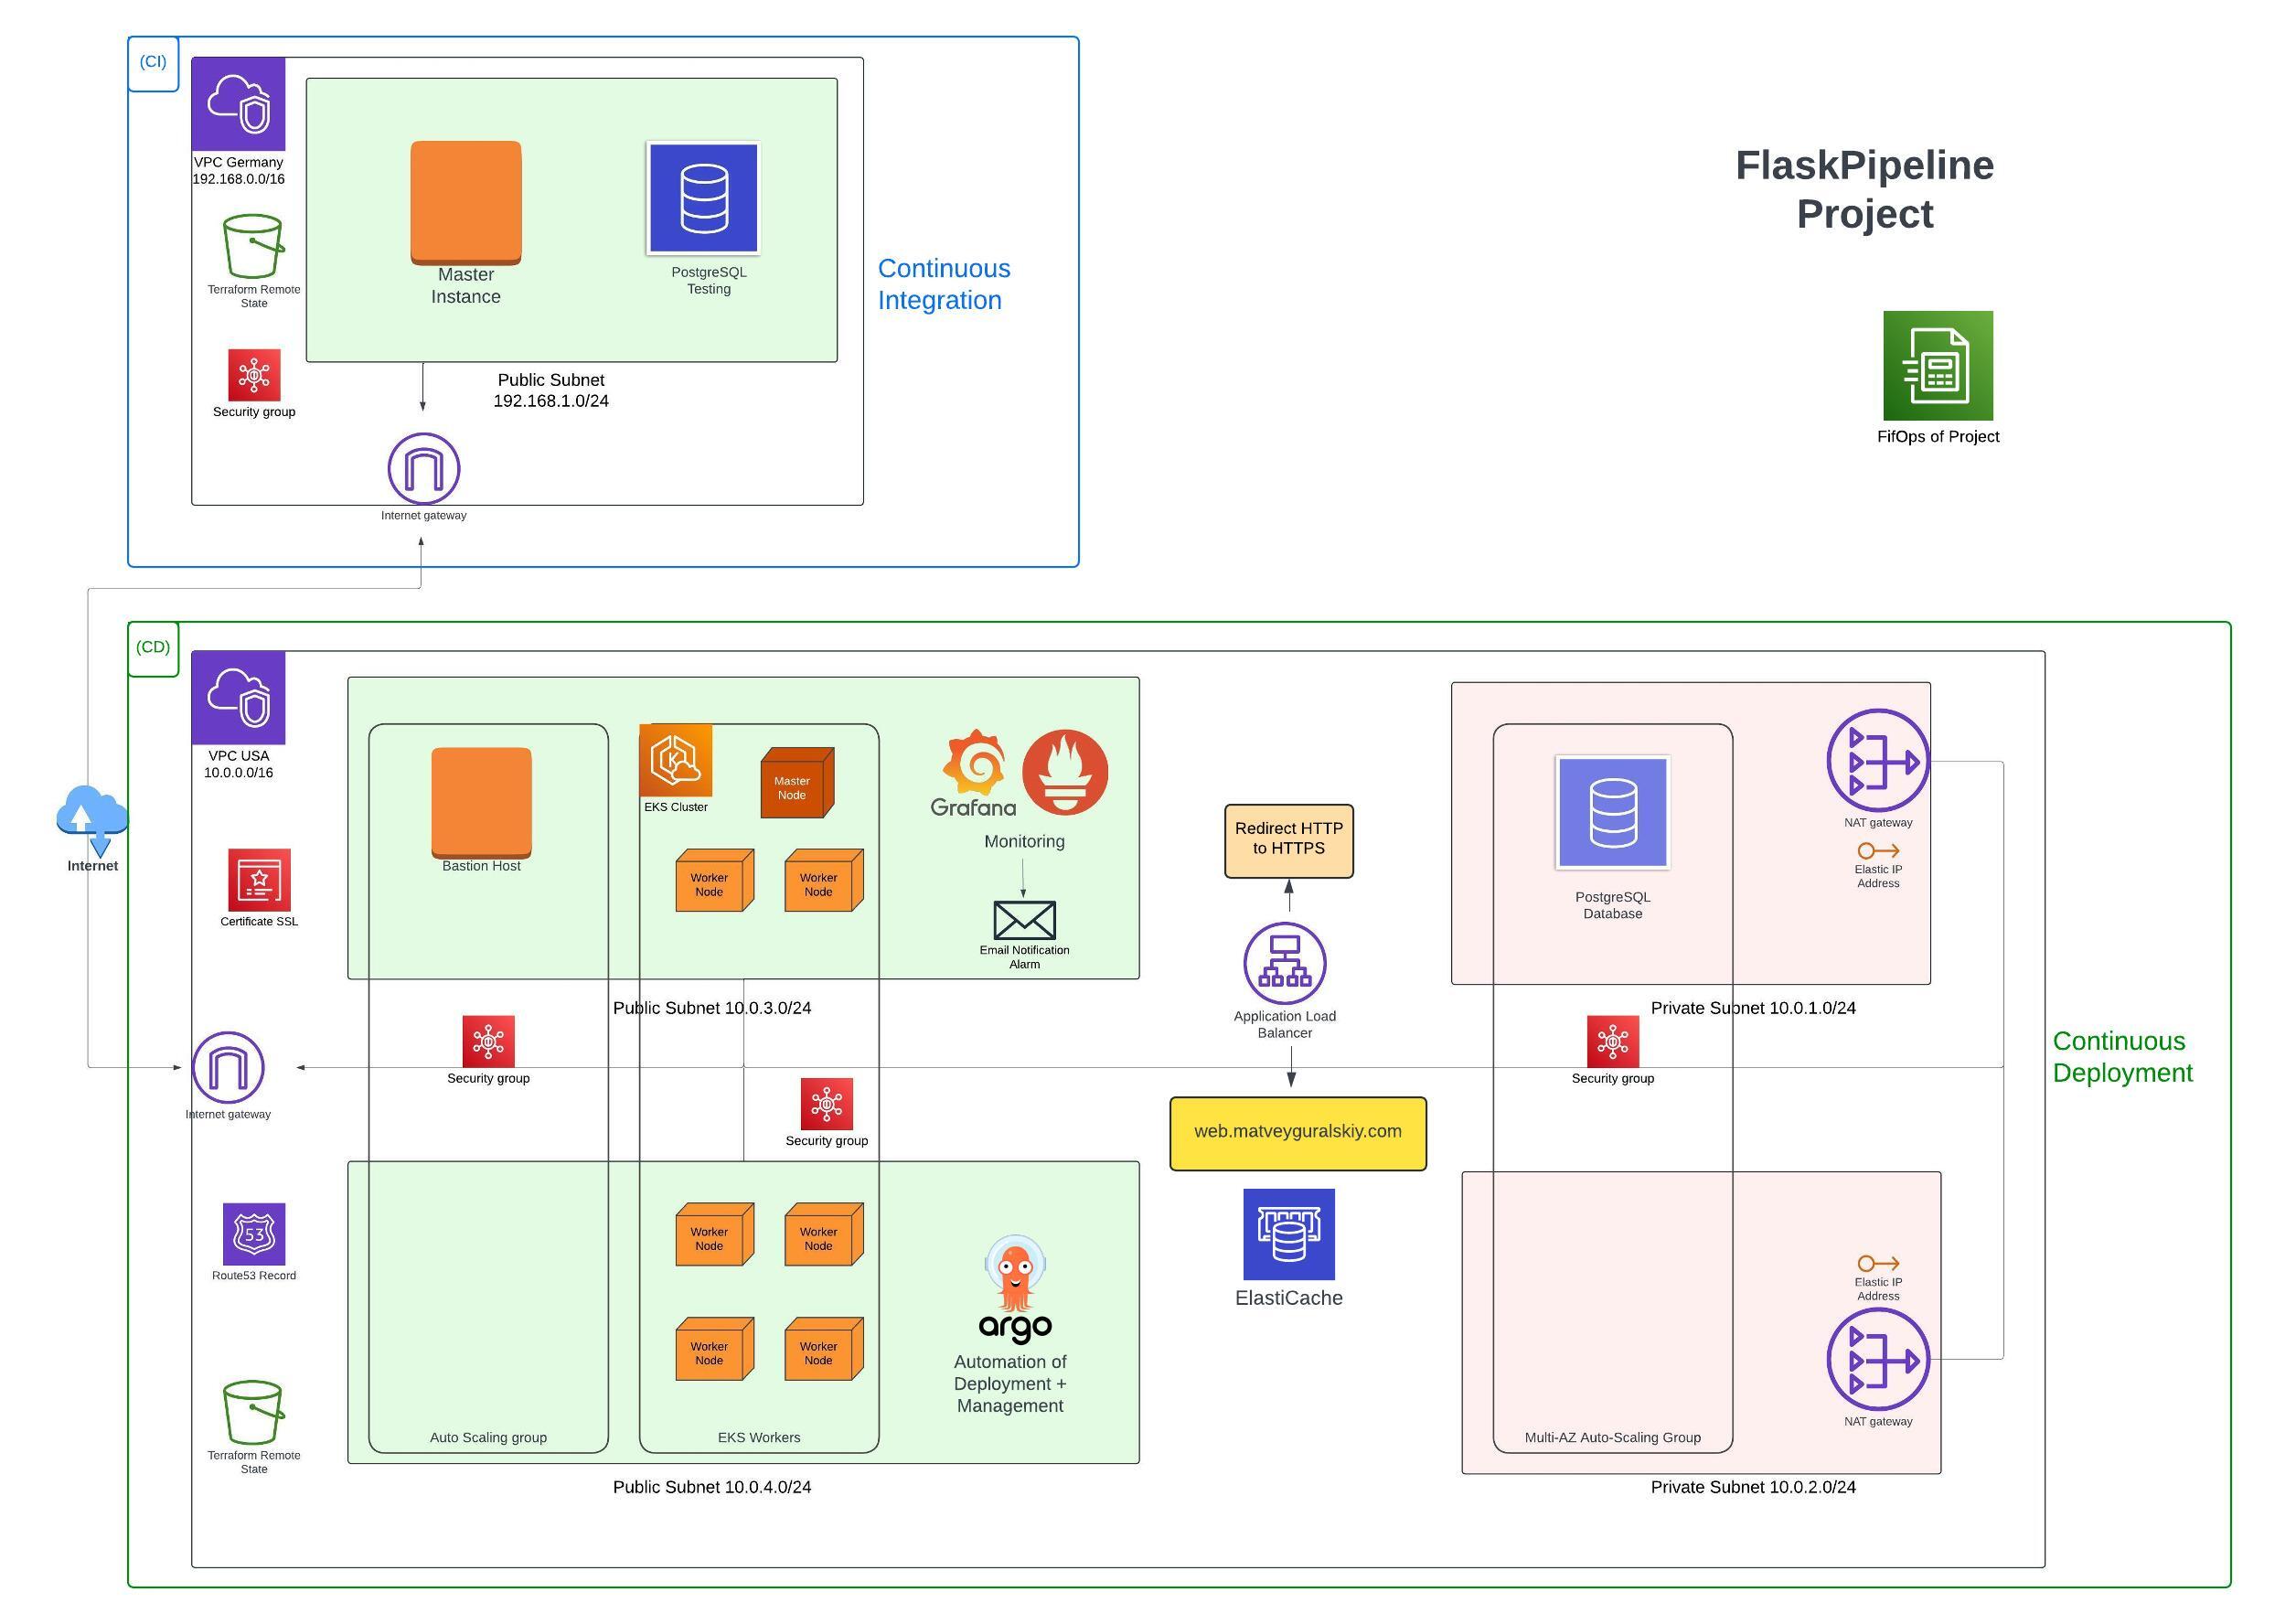 (CI)
VPC Germany
192.168.0.0/16
Terraform Remote
State
Security group
Master
Instance
PostgreSQL
Testing
Public Subnet
192.168.1.0/24
Internet gateway
Continuous
Integration
FlaskPipeline
Project
FifOps of Project
Internet
(CD)
VPC USA
10.0.0.0/16
Certificate SSL
Internet gateway
53
Route53 Record
Terraform Remote
State
Bastion Host
K
EKS Cluster
Master
Node
Worker
Node
Worker
Node
Grafana
Monitoring
Email Notification
Alarm
Public Subnet 10.0.3.0/24
Security group
Security group
Worker
Node
Worker
Node
Worker
Node
Worker
Node
argo
Automation of
Deployment +
Management
Auto Scaling group
EKS Workers
Public Subnet 10.0.4.0/24
Redirect HTTP
to HTTPS
Application Load
Balancer
web.matveyguralskiy.com
ElastiCache
PostgreSQL
Database
NAT gateway
Elastic IP
Address
Private Subnet 10.0.1.0/24
Security group
Elastic IP
Address
NAT gateway
Multi-AZ Auto-Scaling Group
Private Subnet 10.0.2.0/24
Continuous
Deployment